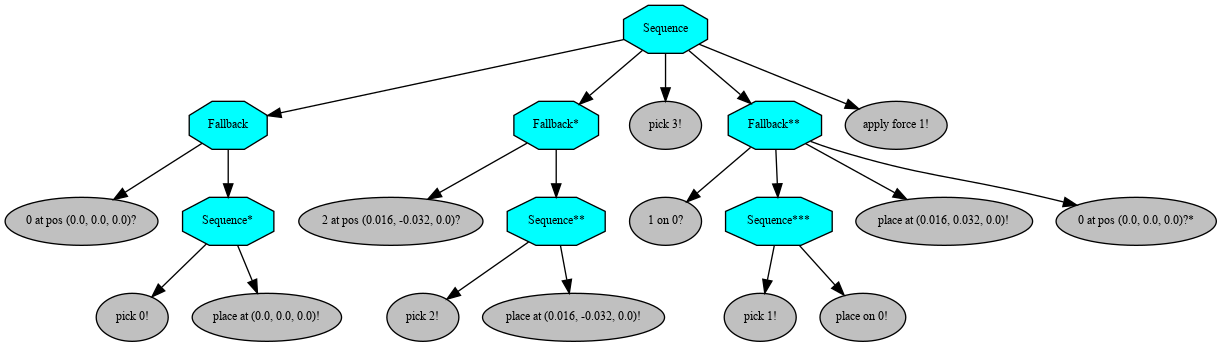 Sequence
Fallback
Fallback*
pick 3!
Fallback**
apply force 1!
0 at pos (0.0, 0.0, 0.0)?
Sequence*
2 at pos (0.016, -0.032, 0.0)?
Sequence**
1 on 0?
Sequence***
place at (0.016, 0.032, 0.0)!
0 at pos (0.0, 0.0, 0.0)?*
pick 0!
place at (0.0, 0.0, 0.0)!
pick 2!
place at (0.016, -0.032, 0.0)!
pick 1!
place on 0!